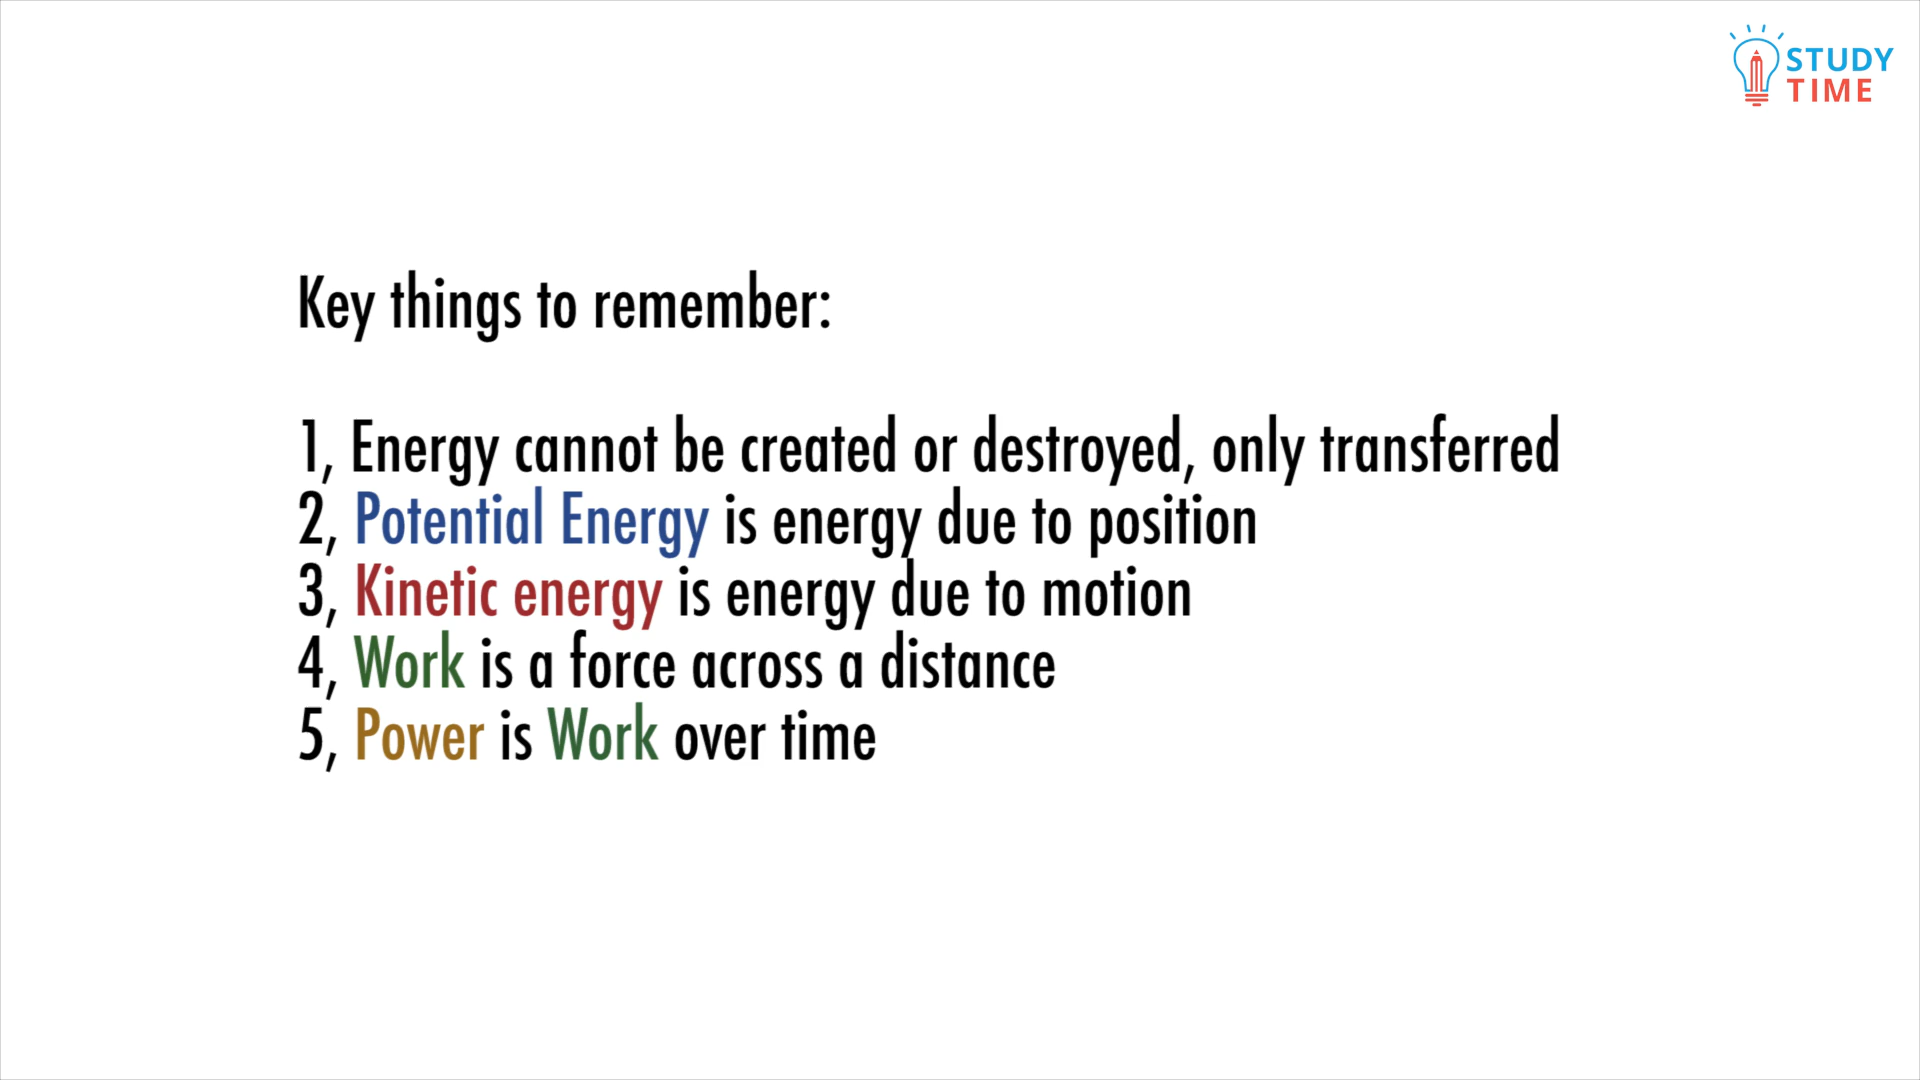 STUDY
TIME
Key things to remember:
1, Energy cannot be created or destroyed, only transferred
2, Potential Energy is energy due to position
3, Kinetic energy is energy due to motion
4, Work is a force across a distance
5, Power is Work over time